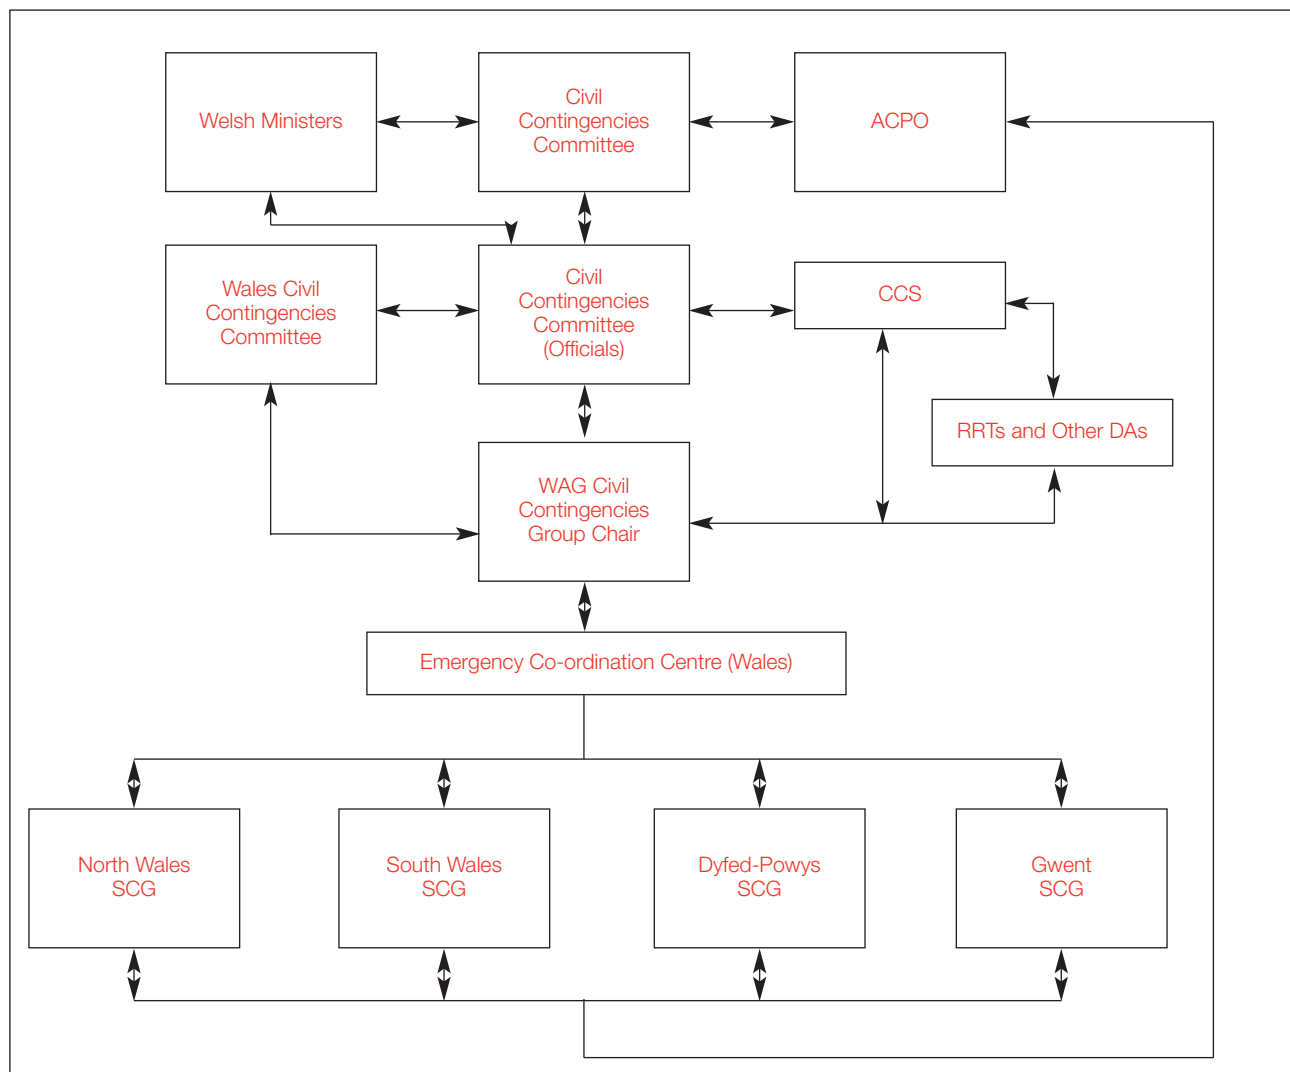 Welsh Ministers
Civil
Contingencies
Committee
ACPO
Wales Civil
Contingencies
Committee
Civil
Contingencies
Committee
(Officials)
CCS
RRTs and Other DAs
WAG Civil
Contingencies
Group Chair
Emergency Co-ordination Centre (Wales)
North Wales
SCG
South Wales
SCG
Dyfed-Powys
SCG
Gwent
SCG